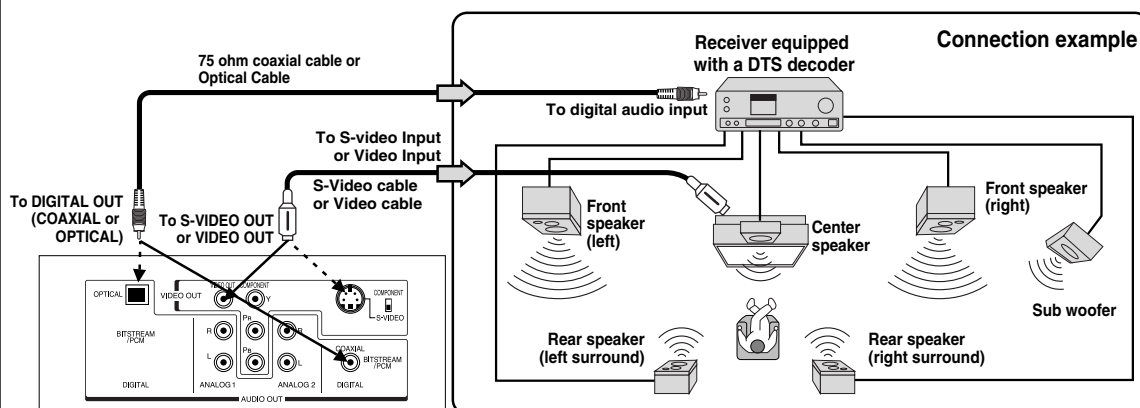 Connection example
Receiver equipped
with a DTS decoder
75 ohm coaxial cable or
Optical Cable
To digital audio input
To S-video Input
or Video Input
S-Video cable
or Video cable
To DIGITAL OUT
(COAXIAL or
OPTICAL)
To S-VIDEO OUT
or VIDEO OUT
Front
speaker
(left)
Center
speaker
Front speaker
(right)
Sub woofer
Rear speaker
(left surround)
Rear speaker
(right surround)
OPTICAL
VIDEO OUT
VIDEO OUT
COMPONENT
Y
COMPONENT
S-VIDEO
BITSTREAM
/PCM
R
PR
R
L
PB
L
COAXIAL
BITSTREAM
/PCM
DIGITAL
ANALOG 1
ANALOG 2
DIGITAL
AUDIO OUT